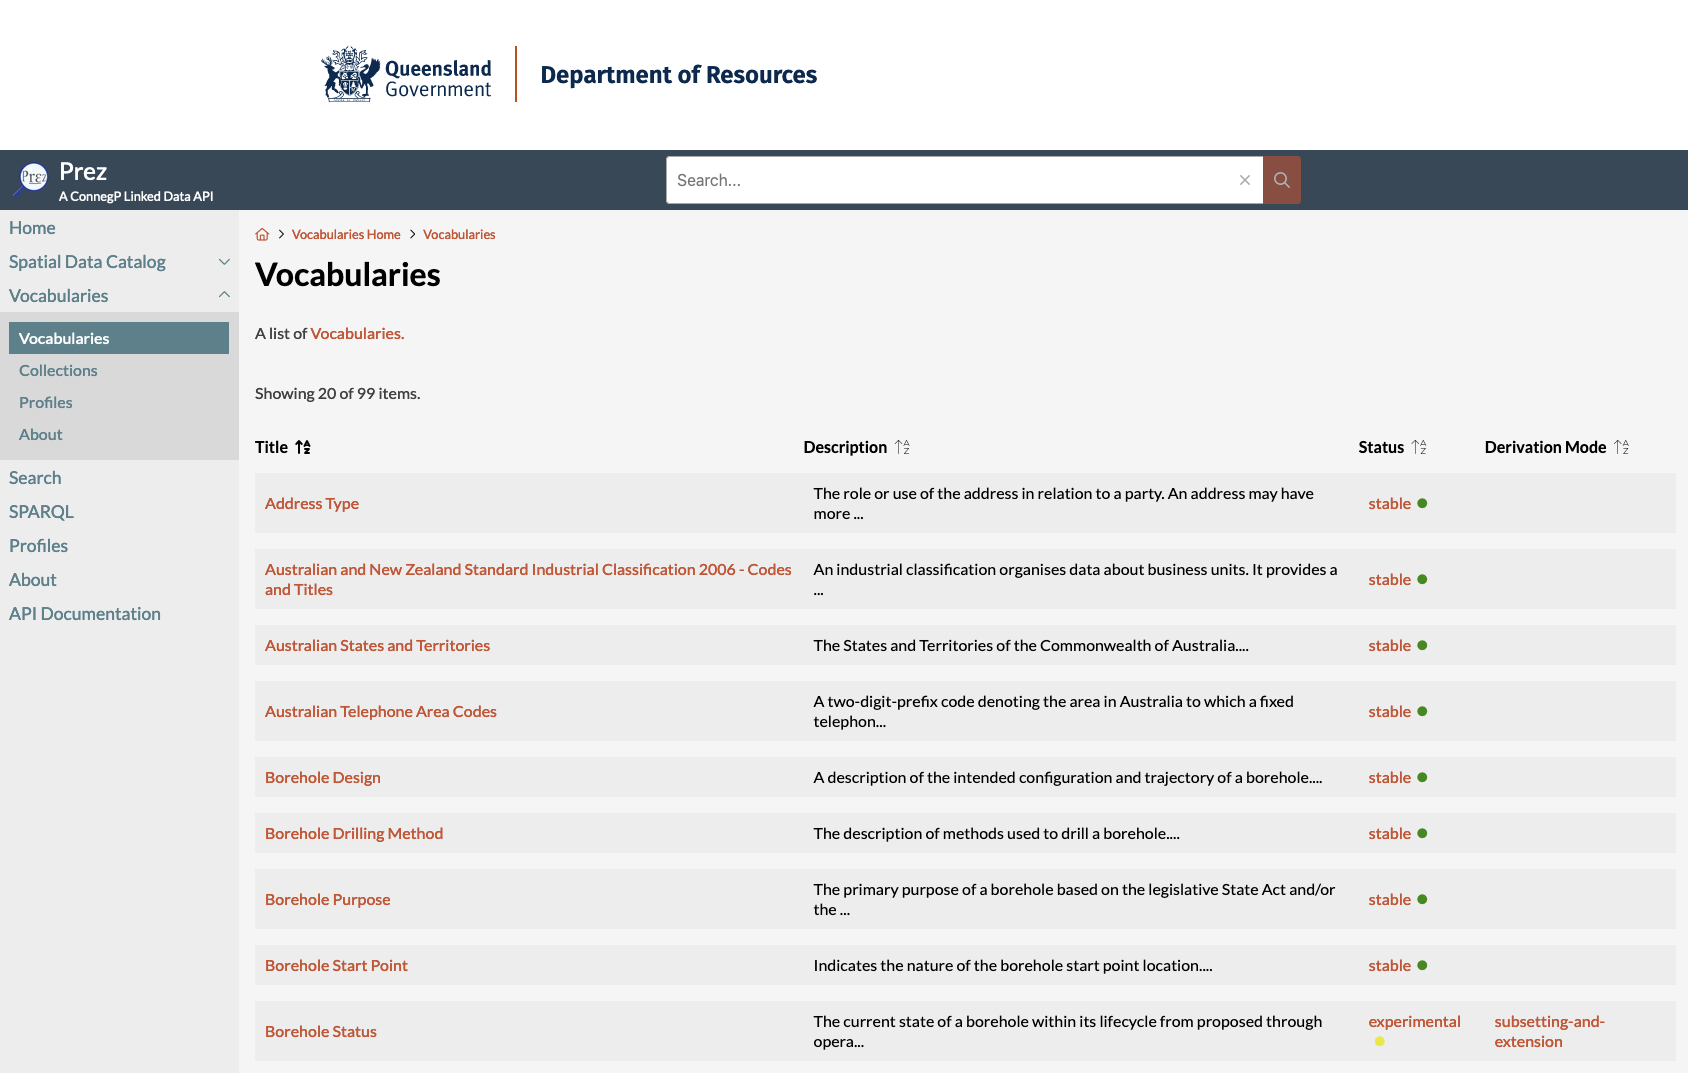 Queensland
Government
Department of Resources
Prez
Prez
A ConnegP Linked Data API
Search...
Home
Spatial Data Catalog
Vocabularies
Vocabularies
Collections
Profiles
About
Search
SPARQL
Profiles
About
API Documentation
Vocabularies Home
Vocabularies
Vocabularies
A list of Vocabularies.
Showing 20 of 99 items.
Title Description Status Derivation Mode
Address Type
The role or use of the address in relation to a party. An address may have
more ...
stable
Australian and New Zealand Standard Industrial Classification 2006 - Codes
and Titles
An industrial classification organises data about business units. It provides a
...
stable
Australian States and Territories
The States and Territories of the Commonwealth of Australia....
stable
Australian Telephone Area Codes
A two-digit-prefix code denoting the area in Australia to which a fixed
telephon...
stable
Borehole Design
A description of the intended configuration and trajectory of a borehole....
stable
Borehole Drilling Method
The description of methods used to drill a borehole....
stable
Borehole Purpose
The primary purpose of a borehole based on the legislative State Act and/or
the ...
stable
Borehole Start Point
Indicates the nature of the borehole start point location....
stable
Borehole Status
The current state of a borehole within its lifecycle from proposed through
opera...
experimental
subsetting-and-
extension